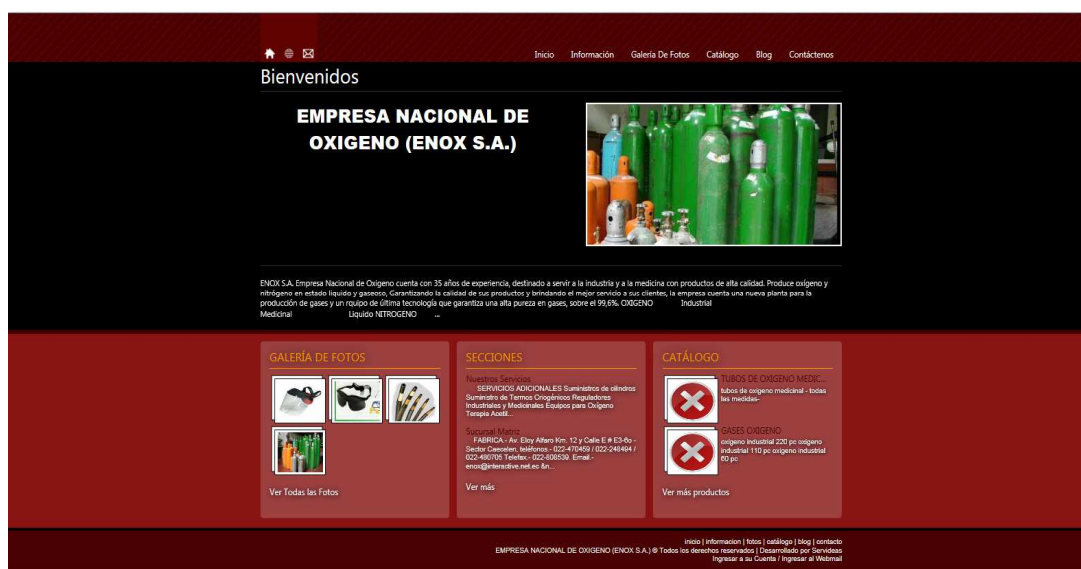 Inicio Información Galería De Fotos Catálogo Blog Contáctenos
Bienvenidos
EMPRESA NACIONAL DE
OXIGENO (ENOX S.A.)
ENOX S.A. Empresa Nacional de Oxigeno cuenta con 35 años de experiencia, destinado a servir a la industria y a la medicina con productos de alta calidad. Produce oxigeno y
nitrógeno en estado liquido y gaseoso, Garantizando la calidad de sus productos y brindando el mejor servicio a sus clientes, la empresa cuenta una nueva planta para la
producción de gases y un rquipo de última tecnología que garantiza una alta pureza en gases, sobre el 99,6%. OXIGENO Industrial
Medicinal Liquido NITROGENO ...
GALERÍA DE FOTOS
Ver Todas las Fotos
SECCIONES
Nuestros Servicios
SERVICIOS ADICIONALES Suministros de cilindros
Suministro de Termos Criogénicos Reguladores
Industriales y Medicinales Equipos para Oxígeno
Terapia Acetil...
Sucursal Matriz
FABRICA.- Av. Eloy Alfaro Km. 12 y Calle E # E3-60 -
Sector Caecelen, teléfonos.- 022-470459 / 022-248494 /
022-480705 Telefax.- 022-808539. Email.-
enox@interactive.net.ec &n...
Ver más
CATÁLOGO
TUBOS DE OXIGENO MEDIC...
tubos de oxigeno medicinal - todas
las medidas-
GASES OXIGENO
oxigeno industrial 220 pc oxigeno
industrial 110 pc oxigeno industrial
60 pc
Ver más productos
inicio | informacion | fotos | catálogo | blog | contacto
EMPRESA NACIONAL DE OXIGENO (ENOX S.A.) ® Todos los derechos reservados | Desarrollado por Servideas
Ingresar a su Cuenta / Ingresar al Webmail